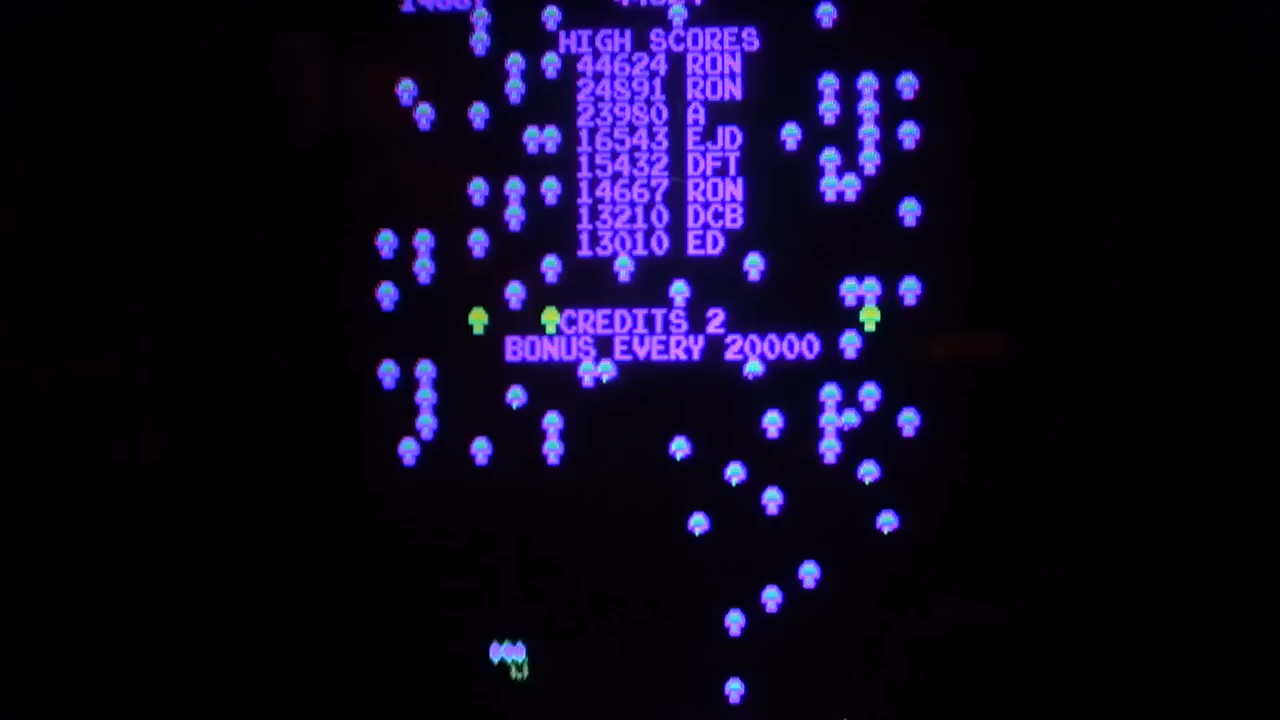 HIGH SCORES
44624 RON
24891 RON
23980 A
16543 EJD
15432 DFT
14667 RON
13210 DCB
13010 ED
CREDITS 2
BONUS EVERY 20000